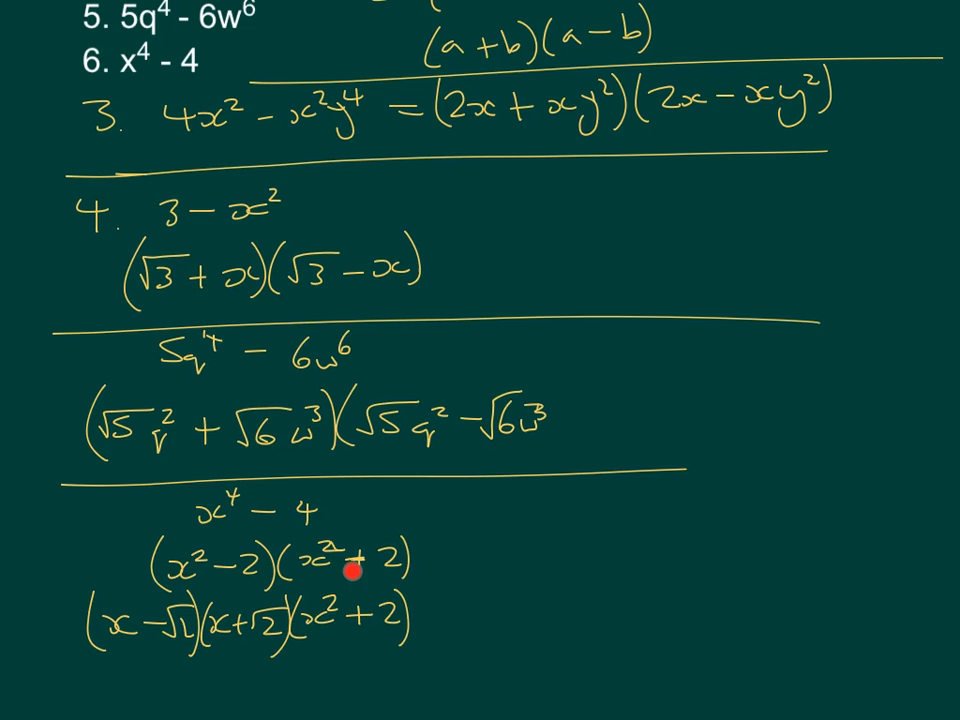 5. 5q⁴ - 6w⁶
6. x⁴ - 4
(a + b)(a - b)
3. 4x² - x²y⁴ = (2x + xy²)(2x - xy²)
4. 3 - x²
(√3 + x)(√3 - x)
5q⁴ - 6w⁶
(√5 q² + √6 w³)(√5 q² - √6 w³
x⁴ - 4
(x² - 2)(x² + 2)
(x - √2)(x + √2)(x² + 2)